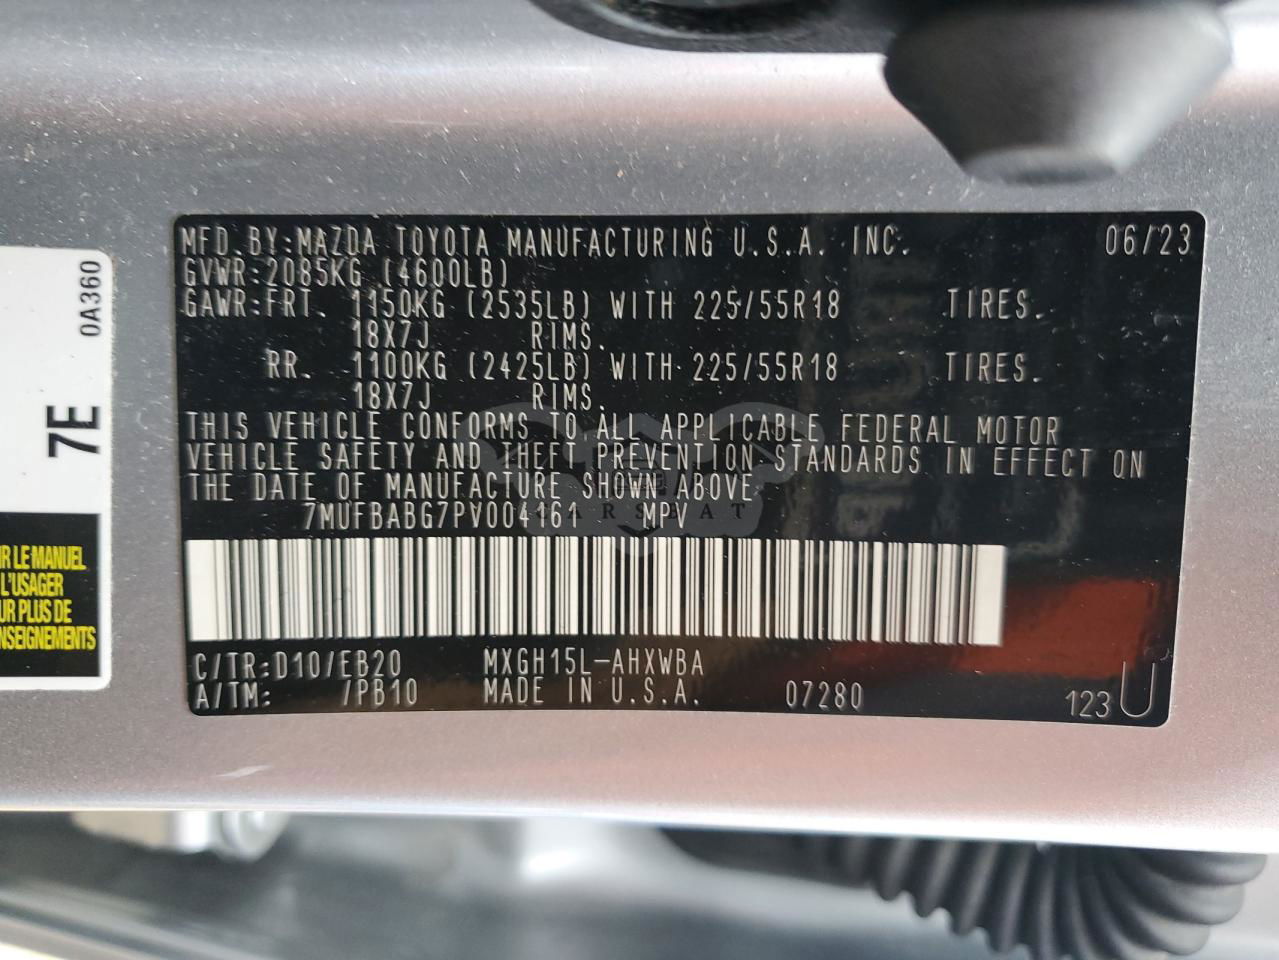 MFD.BY:MAZDA TOYOTA MANUFACTURING U.S.A. INC. 06/23
GVWR:2085KG (4600LB)
GAWR:FRT. 1150KG (2535LB) WITH 225/55R18 TIRES.
18X7J RIMS.
RR. 1100KG (2425LB) WITH 225/55R18 TIRES.
18X7J RIMS.
THIS VEHICLE CONFORMS TO ALL APPLICABLE FEDERAL MOTOR
VEHICLE SAFETY AND THEFT PREVENTION STANDARDS IN EFFECT ON
THE DATE OF MANUFACTURE SHOWN ABOVE
7MUFBABG7PV004161 MPV
CARSBAT
C/TR:D10/EB20 MXGH15L-AHXWBA
A/TM: /PB10 MADE IN U.S.A. 07280 123 U
0A360
7E
LE MANUEL
L'USAGER
PLUS DE